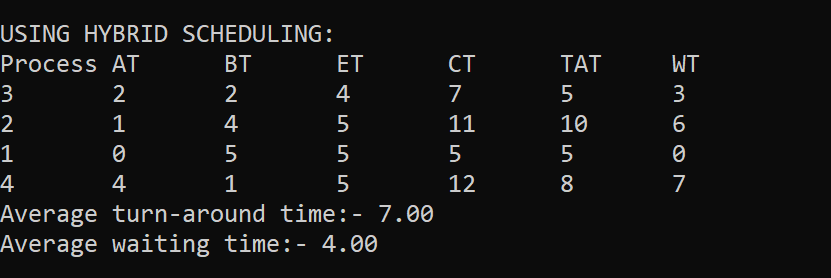 USING HYBRID SCHEDULING:
Process AT BT ET CT TAT WT
3 2 2 4 7 5 3
2 1 4 5 11 10 6
1 0 5 5 5 5 0
4 4 1 5 12 8 7
Average turn-around time:- 7.00
Average waiting time:- 4.00